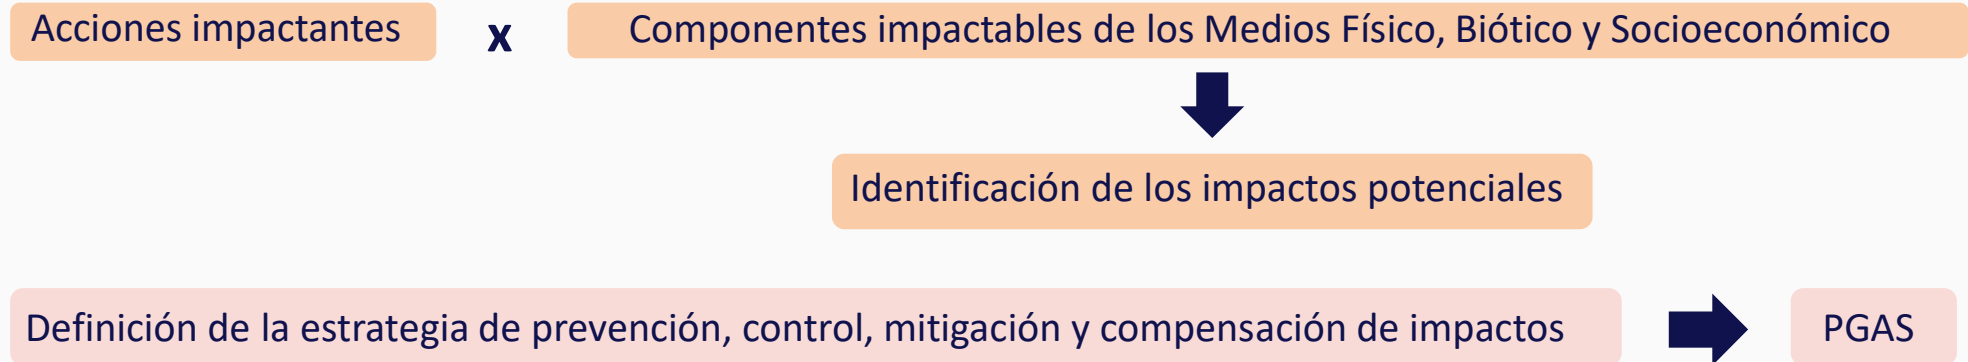 Acciones impactantes x Componentes impactables de los Medios Físico, Biótico y Socioeconómico
Identificación de los impactos potenciales
Definición de la estrategia de prevención, control, mitigación y compensación de impactos PGAS